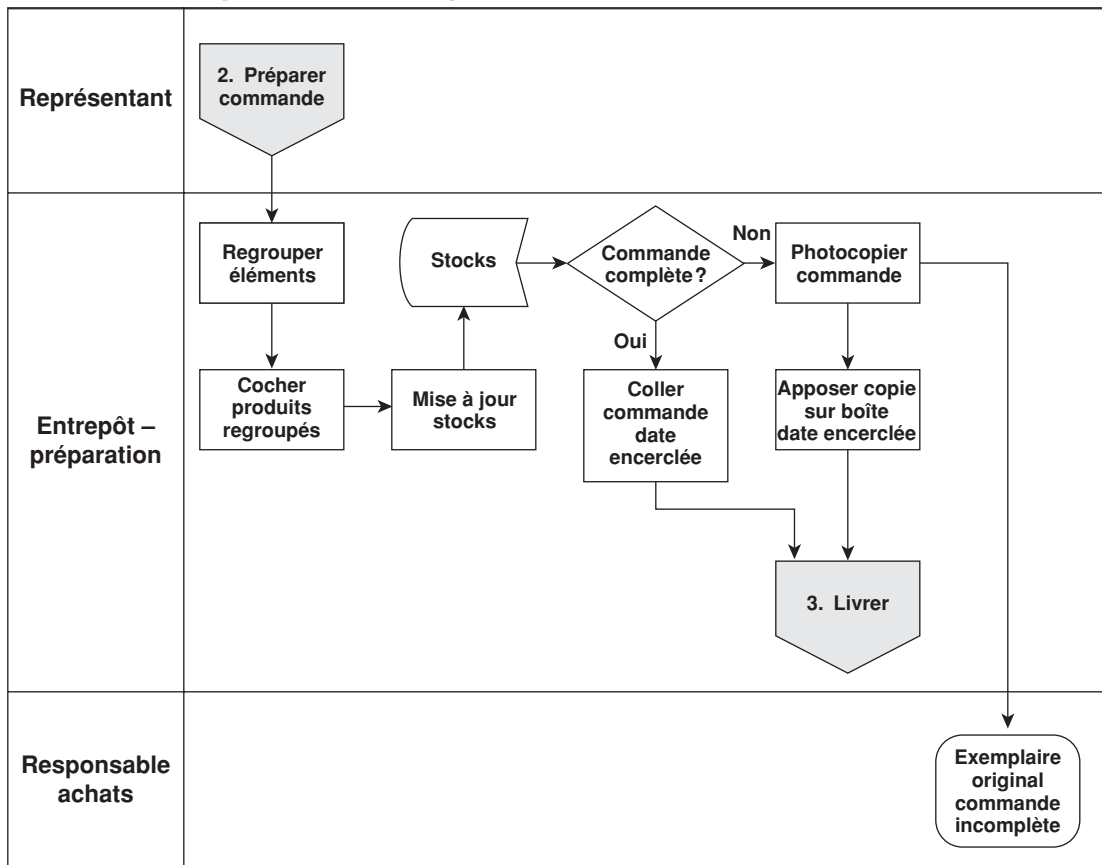 Représentant
2. Préparer
commande
Entrepôt –
préparation
Regrouper
éléments
Cocher
produits
regroupés
Mise à jour
stocks
Stocks
Commande
complète ?
Non
Oui
Photocopier
commande
Coller
commande
date
encerclée
Apposer copie
sur boîte
date encerclée
3. Livrer
Responsable
achats
Exemplaire
original
commande
incomplète